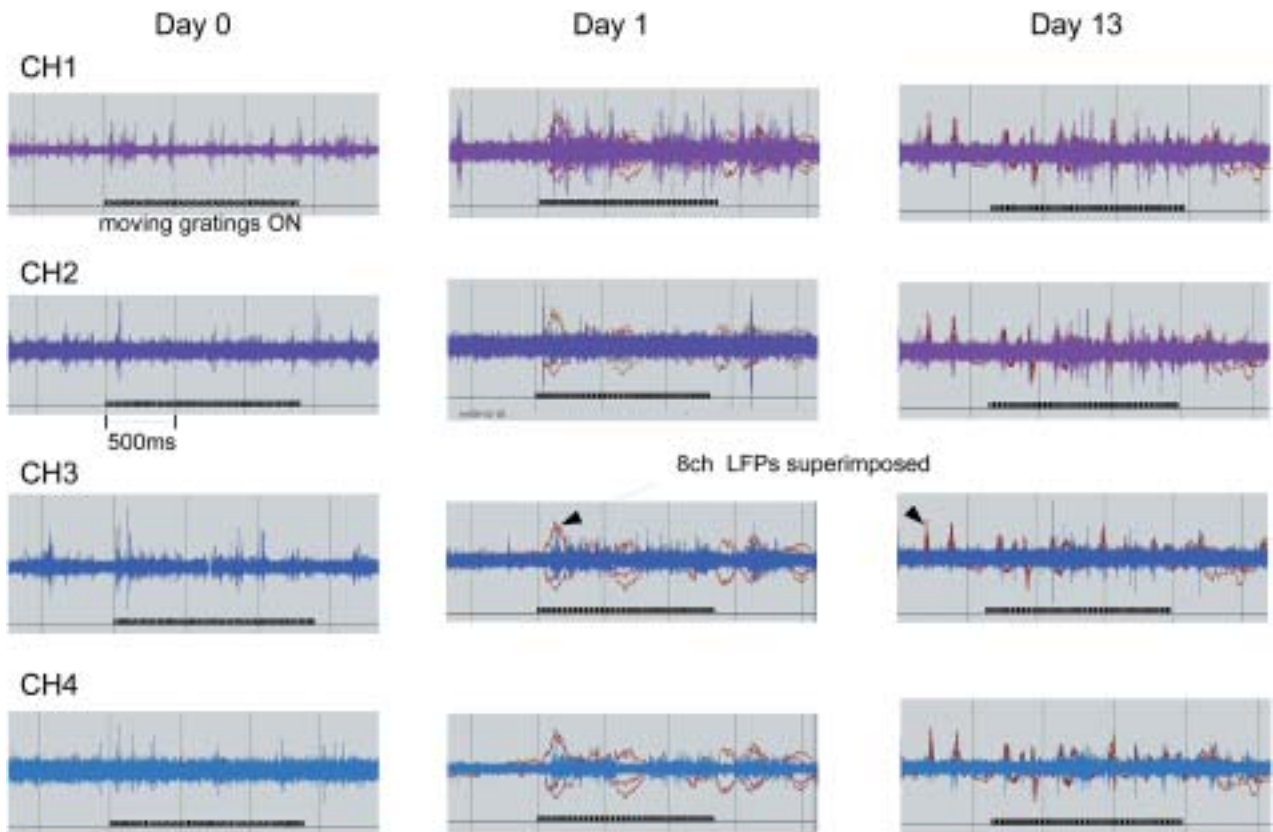 Day 0
Day 1
Day 13
CH1
moving gratings ON
CH2
500ms
8ch LFPs superimposed
CH3
CH4